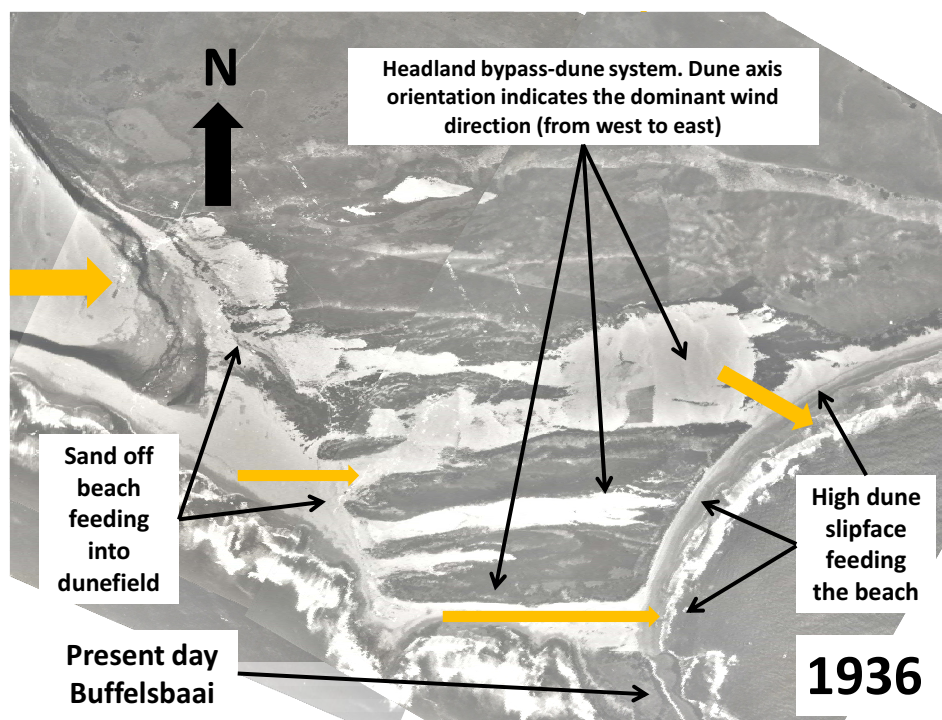 N
Headland bypass-dune system. Dune axis
orientation indicates the dominant wind
direction (from west to east)
Sand off
beach
feeding
into
dunefield
High dune
slipface
feeding
the beach
Present day
Buffelsbaai
1936